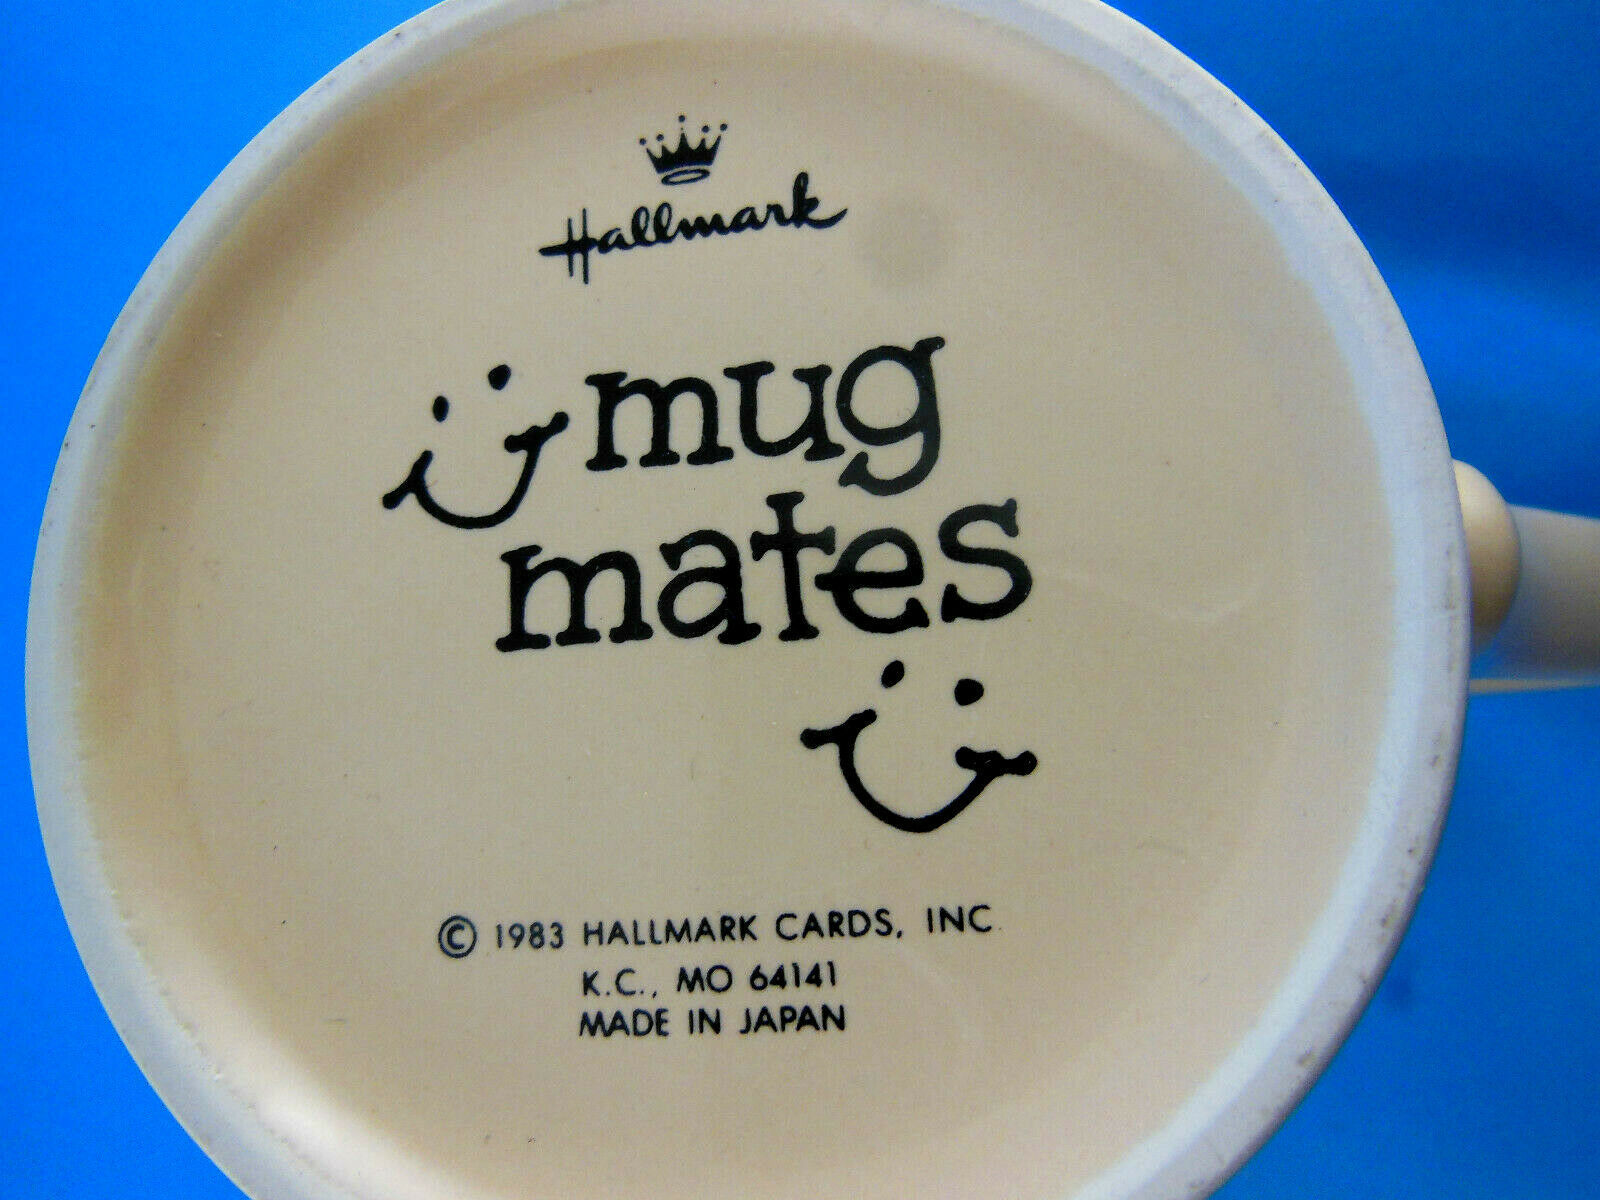 Hallmark
mug
mates
© 1983 HALLMARK CARDS, INC.
K.C., MO 64141
MADE IN JAPAN